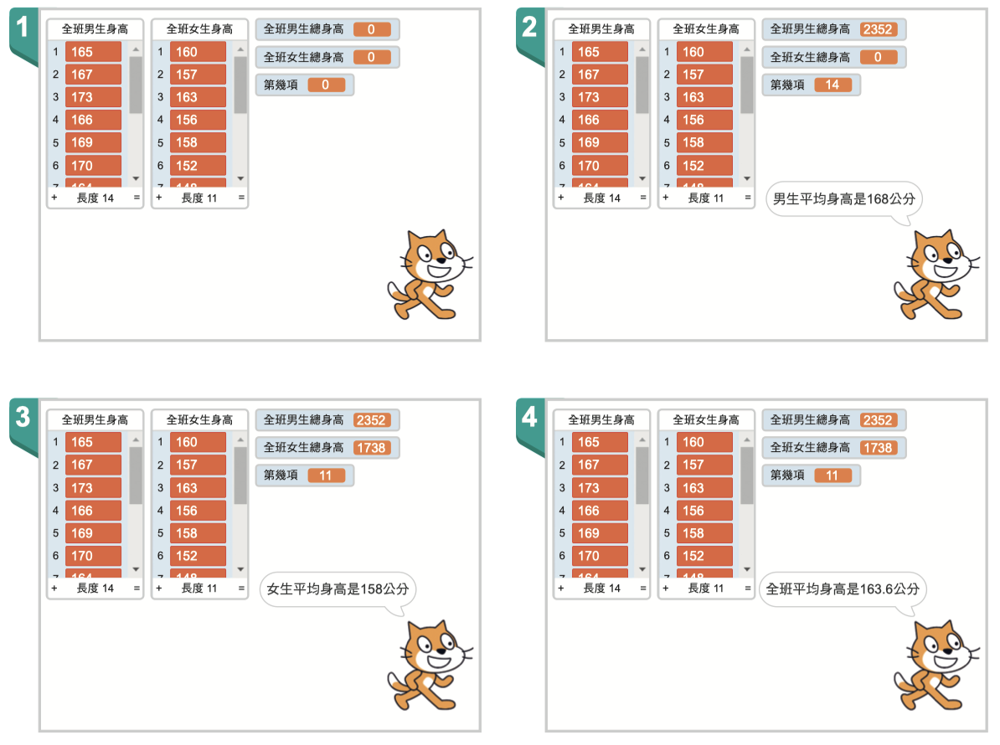 1
全班男生身高
1 165
2 167
3 173
4 166
5 169
6 170
+ 長度 14 =
全班女生身高
1 160
2 157
3 163
4 156
5 158
6 152
+ 長度 11 =
全班男生總身高 0
全班女生總身高 0
第幾項 0
2
全班男生身高
1 165
2 167
3 173
4 166
5 169
6 170
+ 長度 14 =
全班女生身高
1 160
2 157
3 163
4 156
5 158
6 152
+ 長度 11 =
全班男生總身高 2352
全班女生總身高 0
第幾項 14
男生平均身高是168公分
3
全班男生身高
1 165
2 167
3 173
4 166
5 169
6 170
+ 長度 14 =
全班女生身高
1 160
2 157
3 163
4 156
5 158
6 152
+ 長度 11 =
全班男生總身高 2352
全班女生總身高 1738
第幾項 11
女生平均身高是158公分
4
全班男生身高
1 165
2 167
3 173
4 166
5 169
6 170
+ 長度 14 =
全班女生身高
1 160
2 157
3 163
4 156
5 158
6 152
+ 長度 11 =
全班男生總身高 2352
全班女生總身高 1738
第幾項 11
全班平均身高是163.6公分